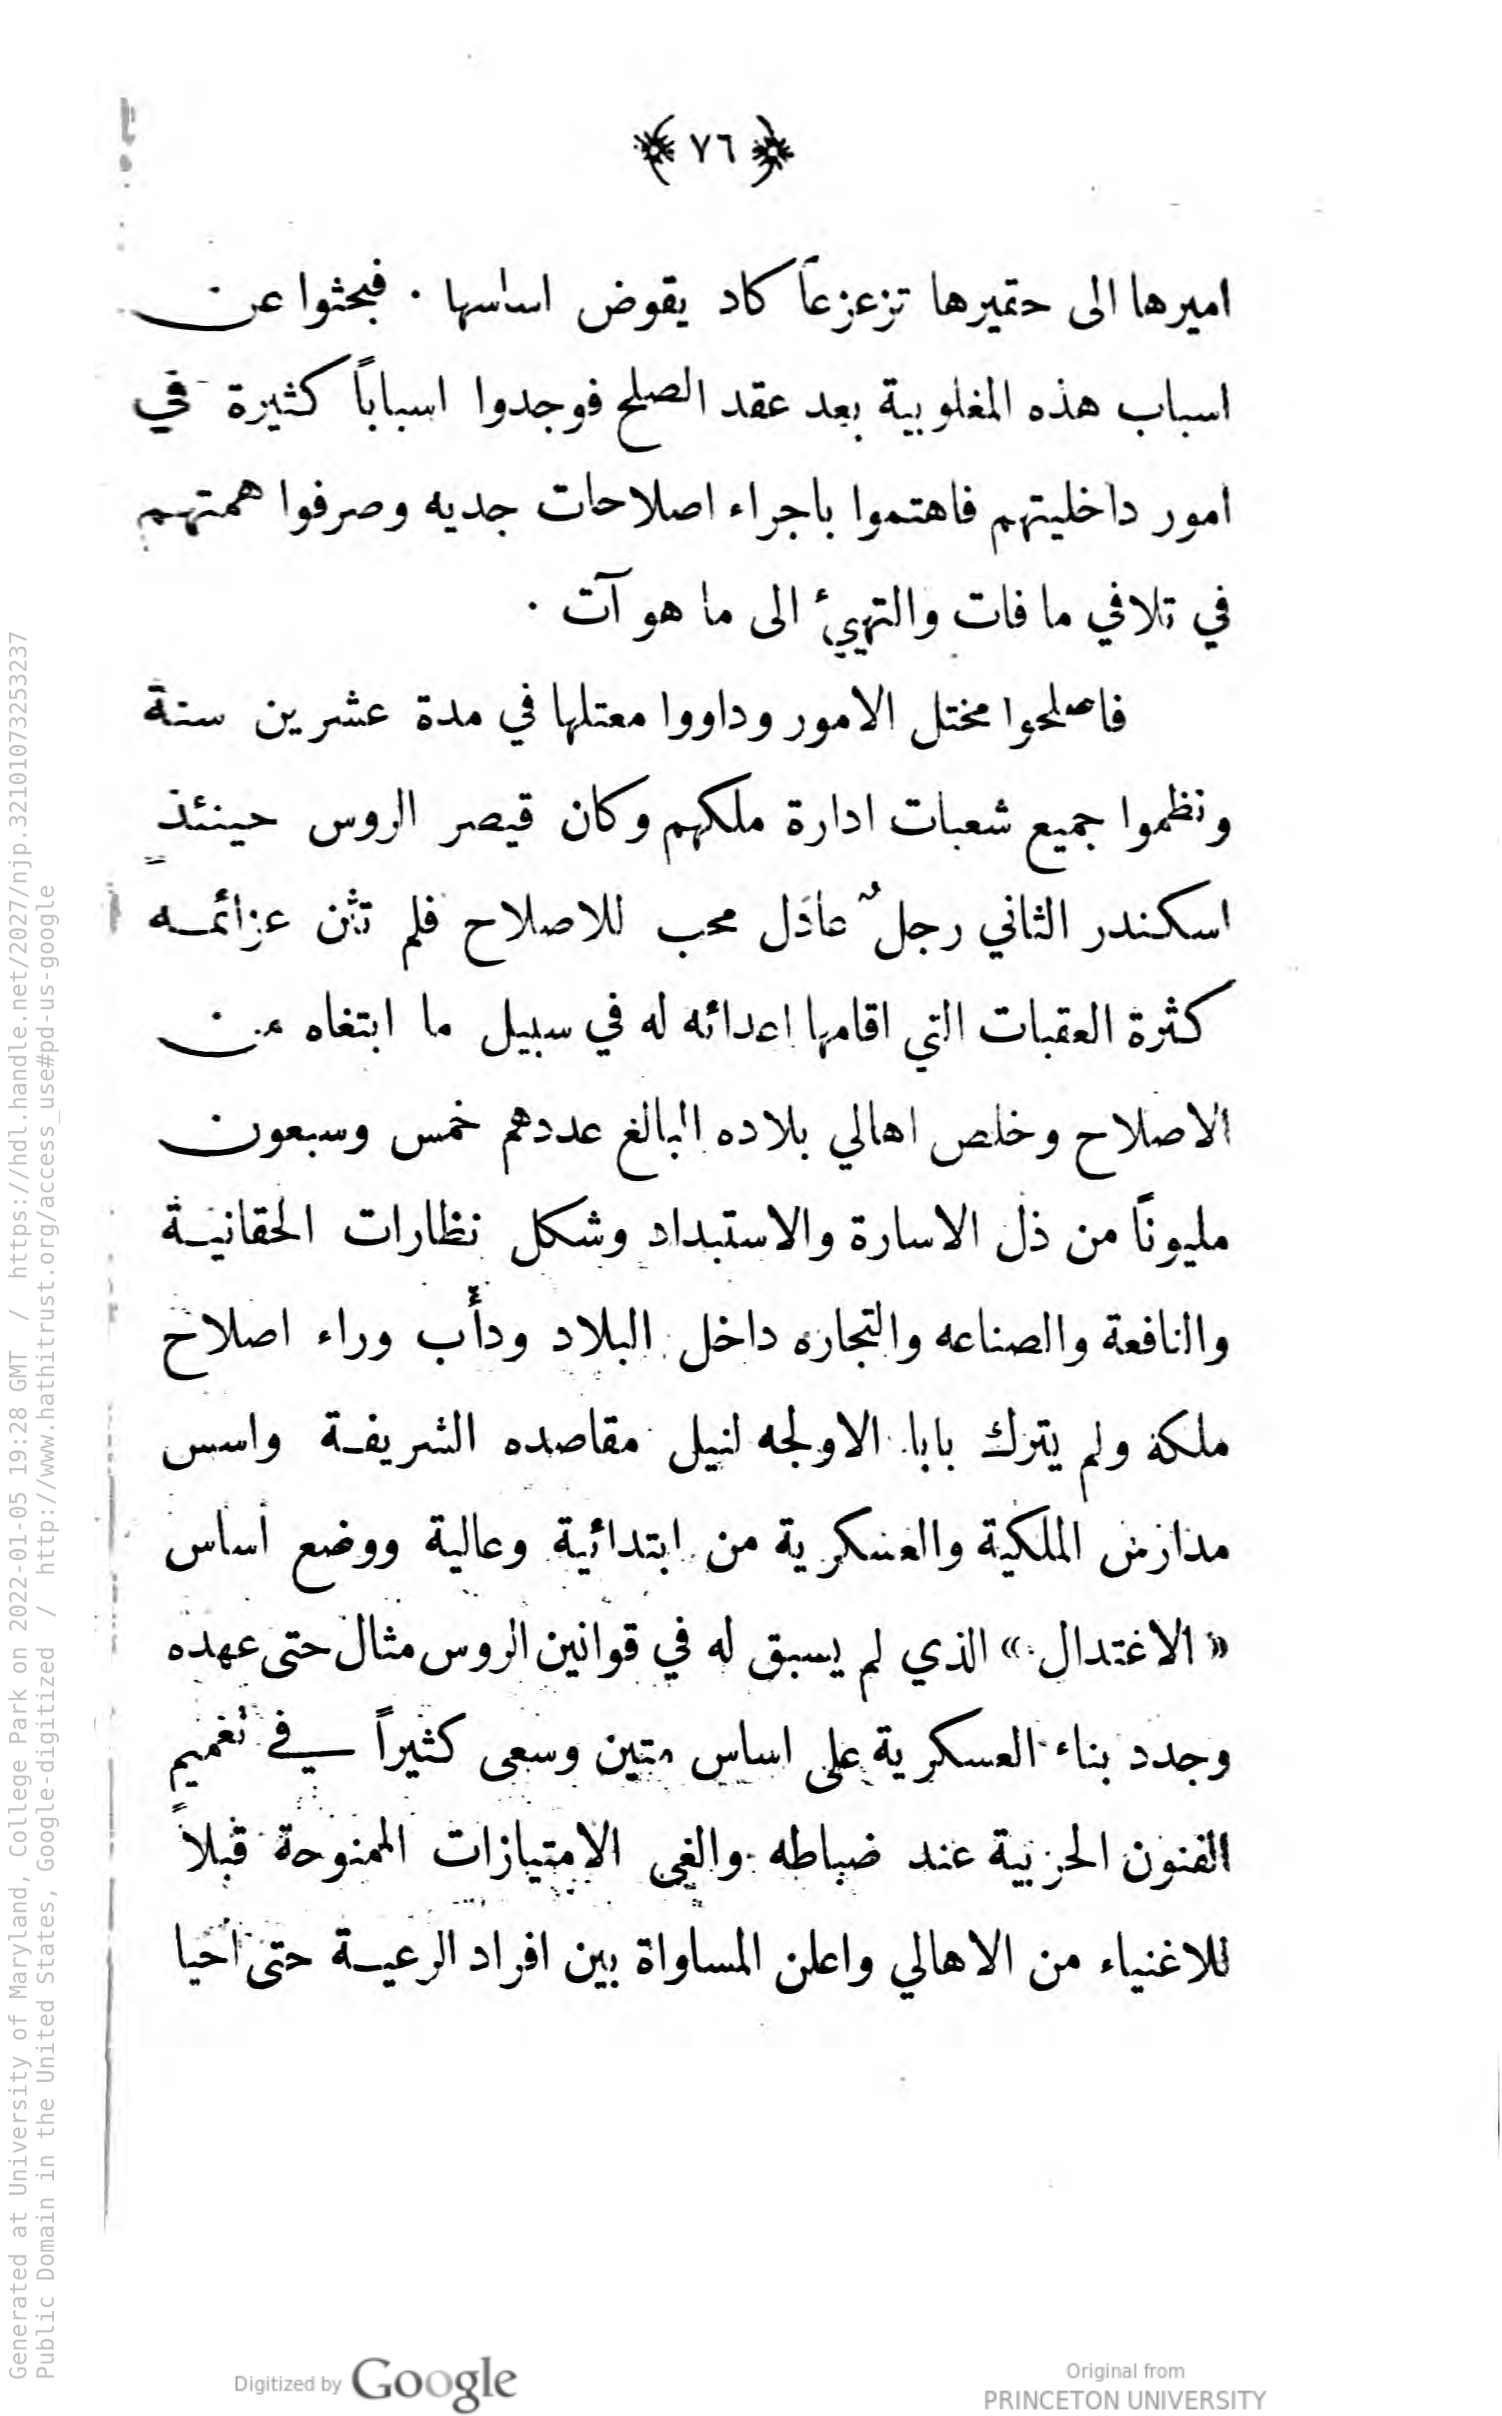 ﴿ ٧٦ ﴾
اميرها الى حقيرها تزعزعاً كاد يقوض اساسها . فبحثوا عن
اسباب هذه المغلوبية بعد عقد الصلح فوجدوا اسباباً كثيرة في
امور داخليتهم فاهتموا باجراء اصلاحات جديه وصرفوا همتهم
في تلافي ما فات والتهيئ الى ما هو آت .
فاصلحوا مختل الامور وداووا معتلها في مدة عشرين سنة
ونظموا جميع شعبات ادارة ملكهم وكان قيصر الروس حينئذٍ
اسكندر الثاني رجلٌ عادل محب للاصلاح فلم تثن عزائمه
كثرة العقبات التي اقامها اعدائه له في سبيل ما ابتغاه من
الاصلاح وخلص اهالي بلاده البالغ عددهم خمس وسبعون
مليوناً من ذل الاسارة والاستبداد وشكل نظارات الحقانية
والنافعة والصناعه والتجاره داخل البلاد ودأب وراء اصلاح
ملكه ولم يترك بابا الاولجه لنيل مقاصده الشريفة واسس
مدارس الملكية والعسكرية من ابتدائية وعالية ووضع اساس
« الاعتدال » الذي لم يسبق له في قوانين الروس مثال حتى عهده
وجدد بناء العسكرية على اساس متين وسعى كثيراً في تعميم
الفنون الحربية عند ضباطه والغى الامتيازات الممنوحة قبلاً
للاغنياء من الاهالي واعلن المساواة بين افراد الرعية حتى احيا
Generated at University of Maryland, College Park on 2022-01-05 19:28 GMT / https://hdl.handle.net/2027/njp.32101073253237
Public Domain in the United States, Google-digitized / http://www.hathitrust.org/access_use#pd-us-google
Digitized by Google
Original from
PRINCETON UNIVERSITY